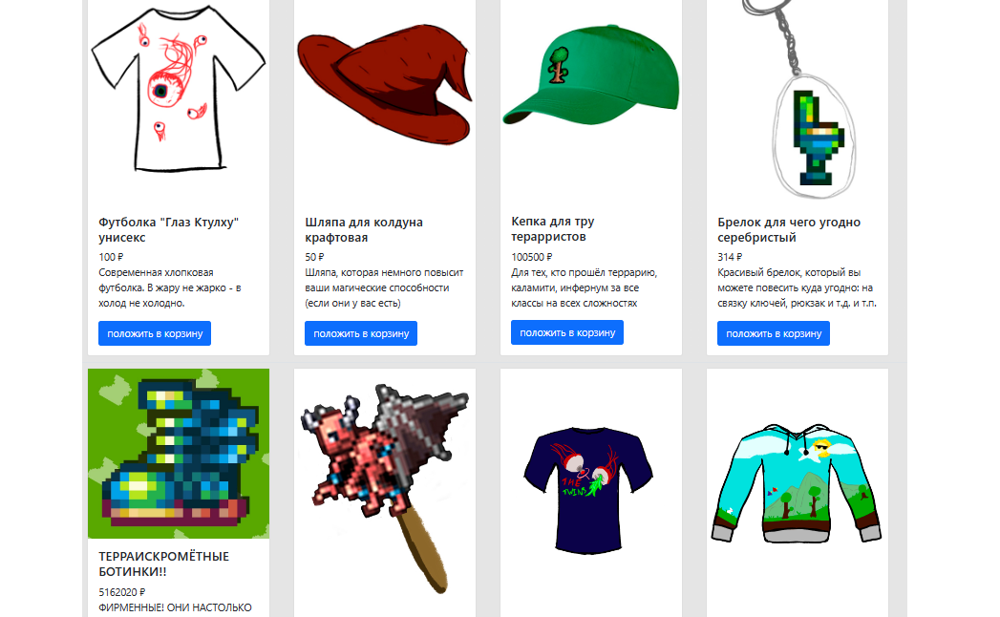 Футболка "Глаз Ктулху"
унисекс
100 ₽
Современная хлопковая
футболка. В жару не жарко - в
холод не холодно.
положить в корзину
Шляпа для колдуна
крафтовая
50 ₽
Шляпа, которая немного повысит
ваши магические способности
(если они у вас есть)
положить в корзину
Кепка для тру
терарристов
100500 ₽
Для тех, кто прошёл террарию,
каламити, инфернум за все
классы на всех сложностях
положить в корзину
Брелок для чего угодно
серебристый
314 ₽
Красивый брелок, который вы
можете повесить куда угодно: на
связку ключей, рюкзак и т.д. и т.п.
положить в корзину
ТЕРРАИСКРОМЁТНЫЕ
БОТИНКИ!!
5162020 ₽
ФИРМЕННЫЕ! ОНИ НАСТОЛЬКО
THE
TWINS